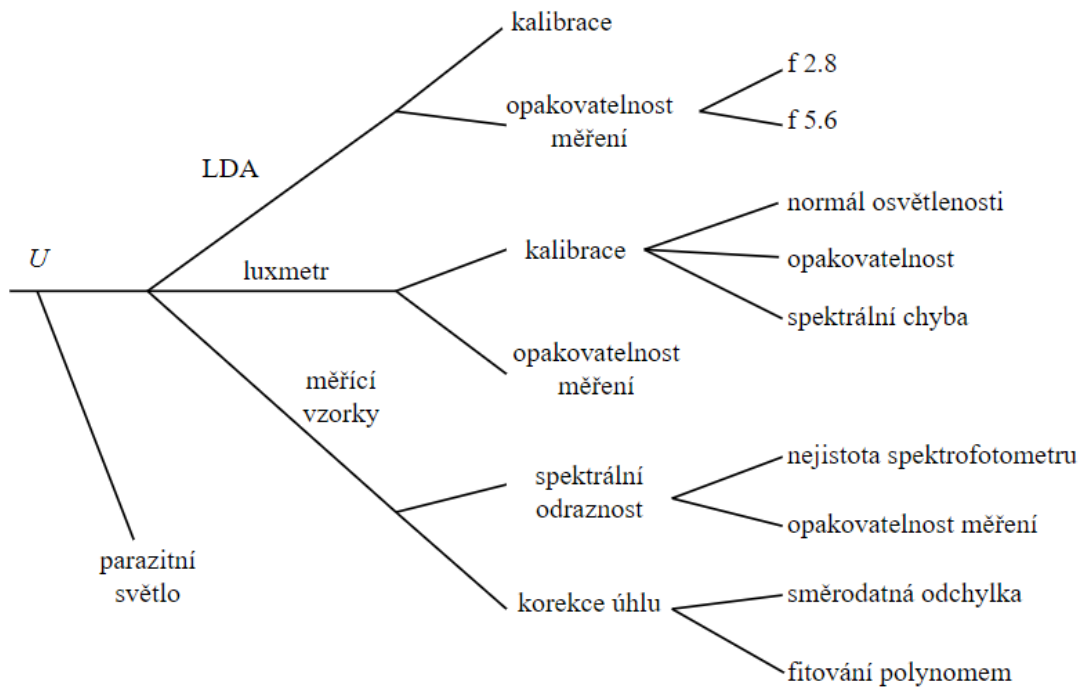 kalibrace
f 2.8
opakovatelnost
měření
f 5.6
LDA
normál osvětlenosti
U
luxmetr
kalibrace
opakovatelnost
spektrální chyba
opakovatelnost
měření
měřící
vzorky
nejistota spektrofotometru
spektrální
odraznost
opakovatelnost měření
parazitní
světlo
směrodatná odchylka
korekce úhlu
fitování polynomem